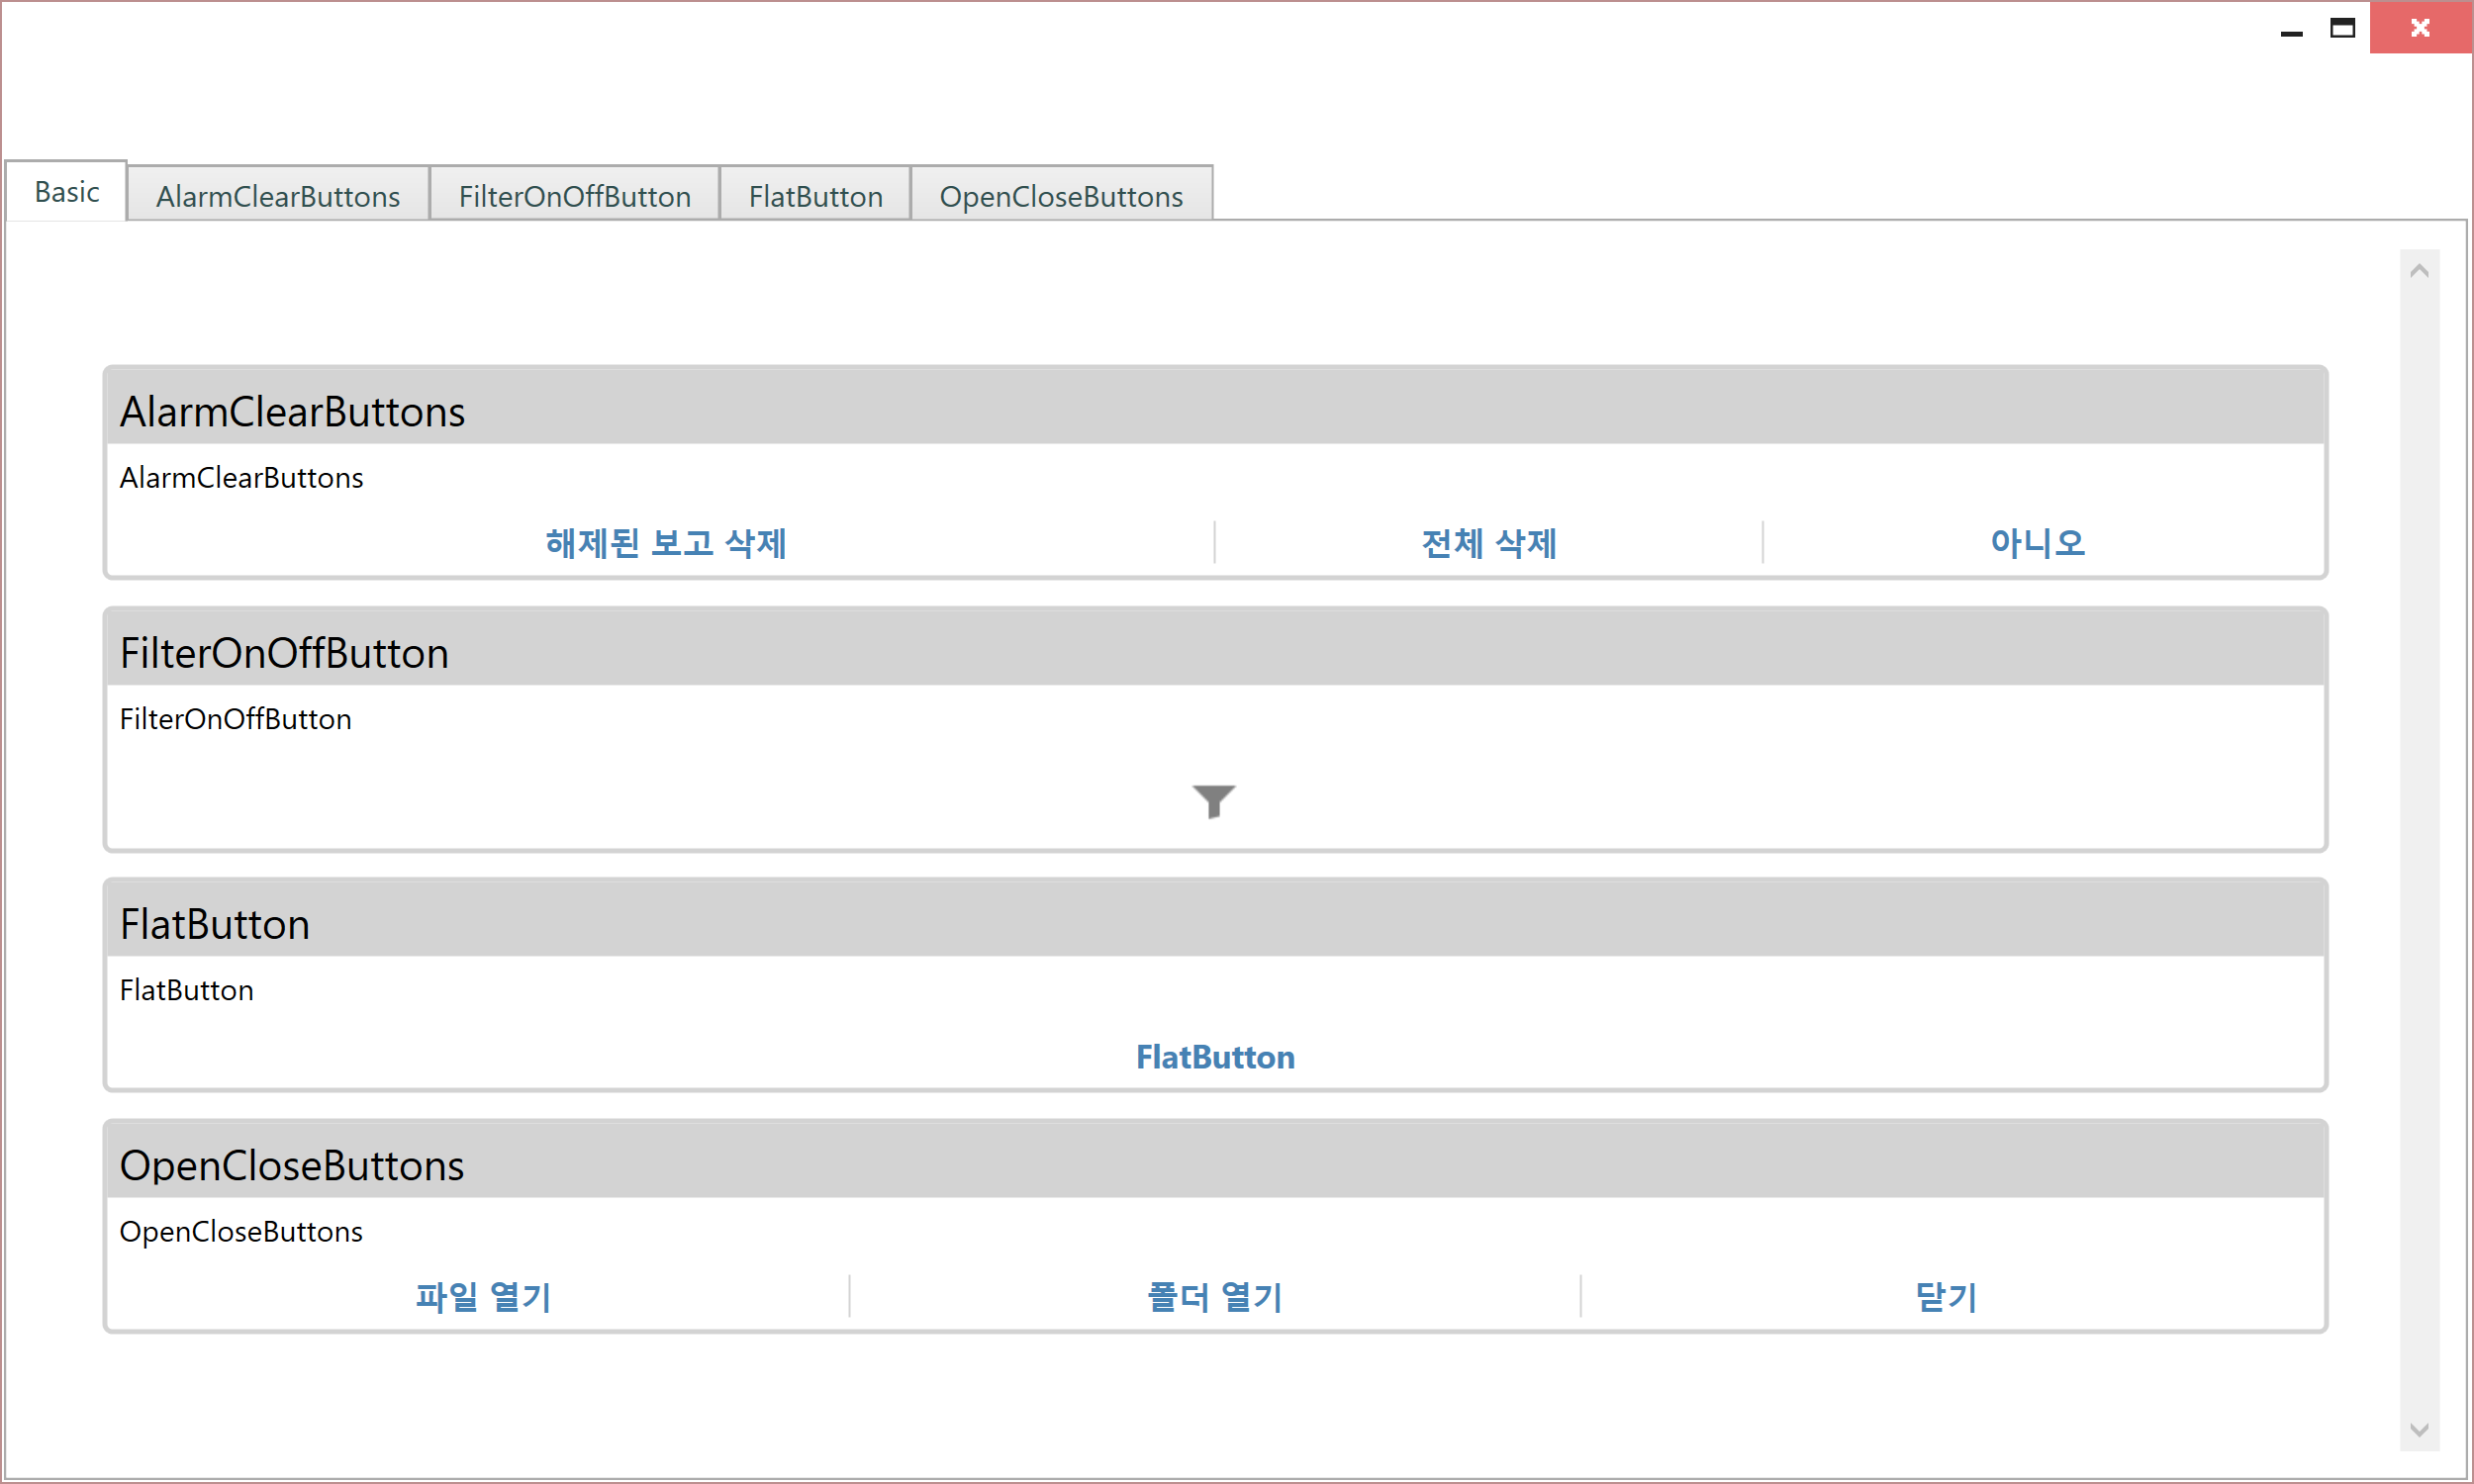 Basic AlarmClearButtons FilterOnOffButton FlatButton OpenCloseButtons
AlarmClearButtons
AlarmClearButtons
해제된 보고 삭제 전체 삭제 아니오
FilterOnOffButton
FilterOnOffButton
FlatButton
FlatButton
FlatButton
OpenCloseButtons
OpenCloseButtons
파일 열기 폴더 열기 닫기